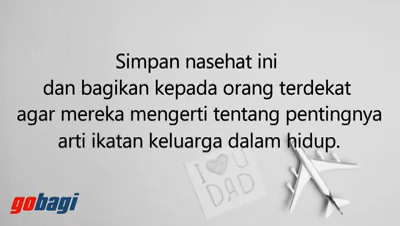 Simpan nasehat ini
dan bagikan kepada orang terdekat
agar mereka mengerti tentang pentingnya
arti ikatan keluarga dalam hidup.
I ♥ U
DAD
gobagi